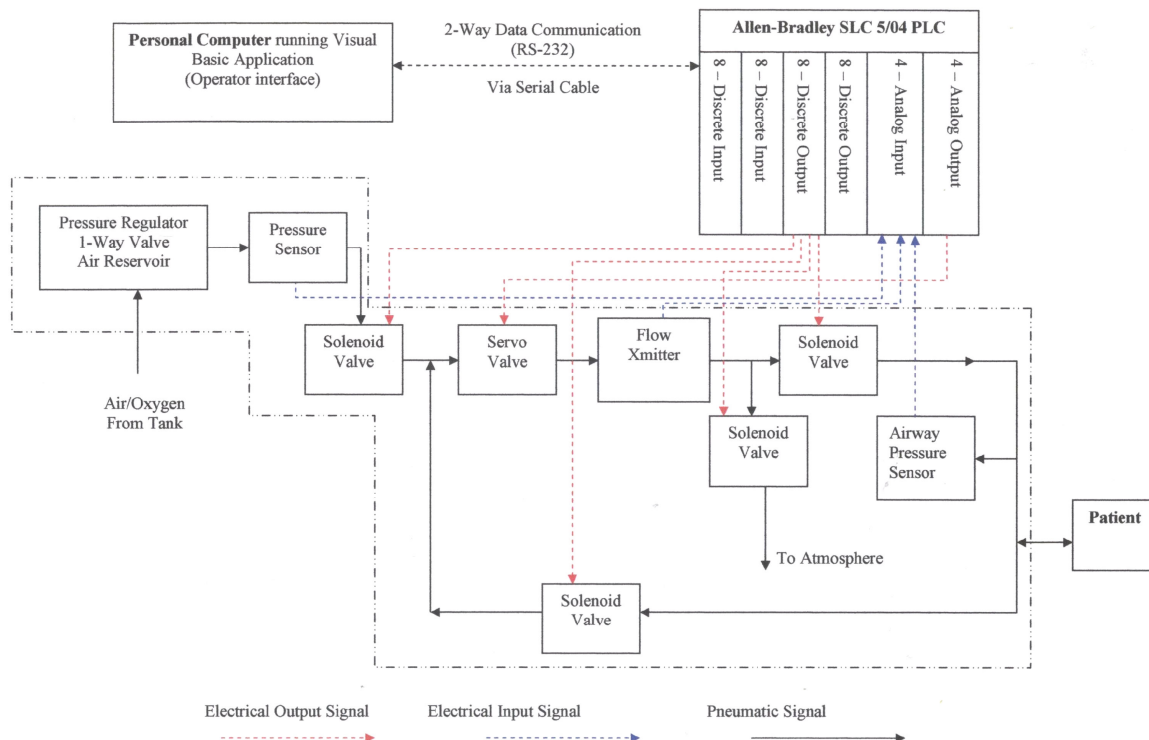 Personal Computer running Visual
Basic Application
(Operator interface)
2-Way Data Communication
(RS-232)
Via Serial Cable
Allen-Bradley SLC 5/04 PLC
8 – Discrete Input
8 – Discrete Input
8 – Discrete Output
8 – Discrete Output
4 – Analog Input
4 – Analog Output
Pressure Regulator
1-Way Valve
Air Reservoir
Pressure
Sensor
Air/Oxygen
From Tank
Solenoid
Valve
Servo
Valve
Flow
Xmitter
Solenoid
Valve
Solenoid
Valve
Airway
Pressure
Sensor
Patient
To Atmosphere
Solenoid
Valve
Electrical Output Signal
Electrical Input Signal
Pneumatic Signal